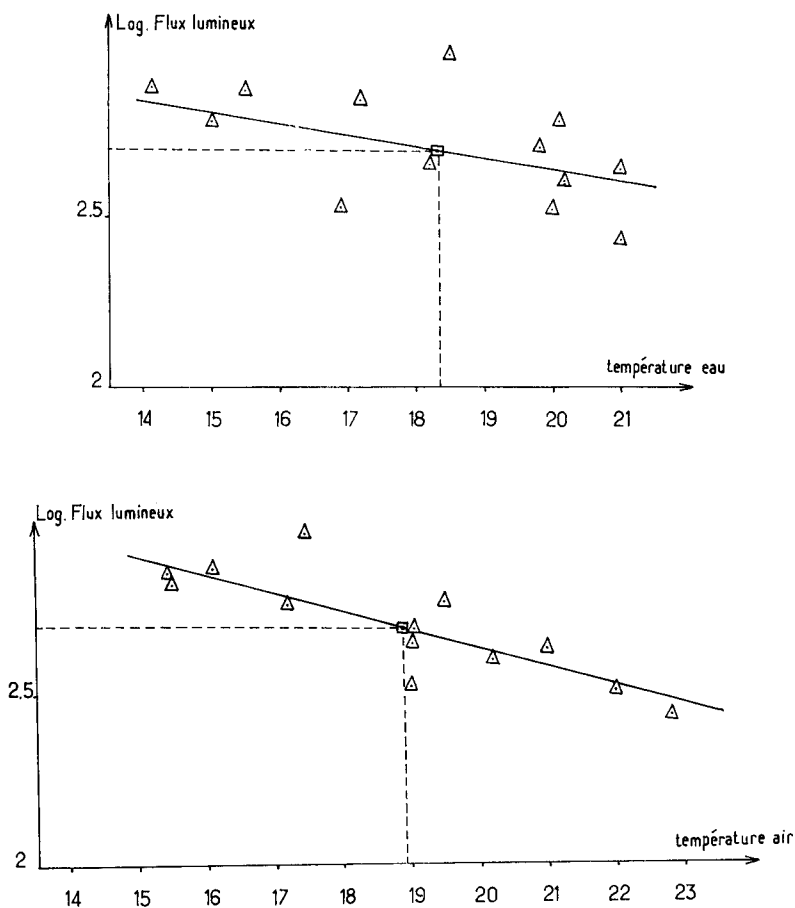 Log. Flux lumineux
2.5
température eau
2
14 15 16 17 18 19 20 21
Log. Flux lumineux
2.5
température air
2
14 15 16 17 18 19 20 21 22 23